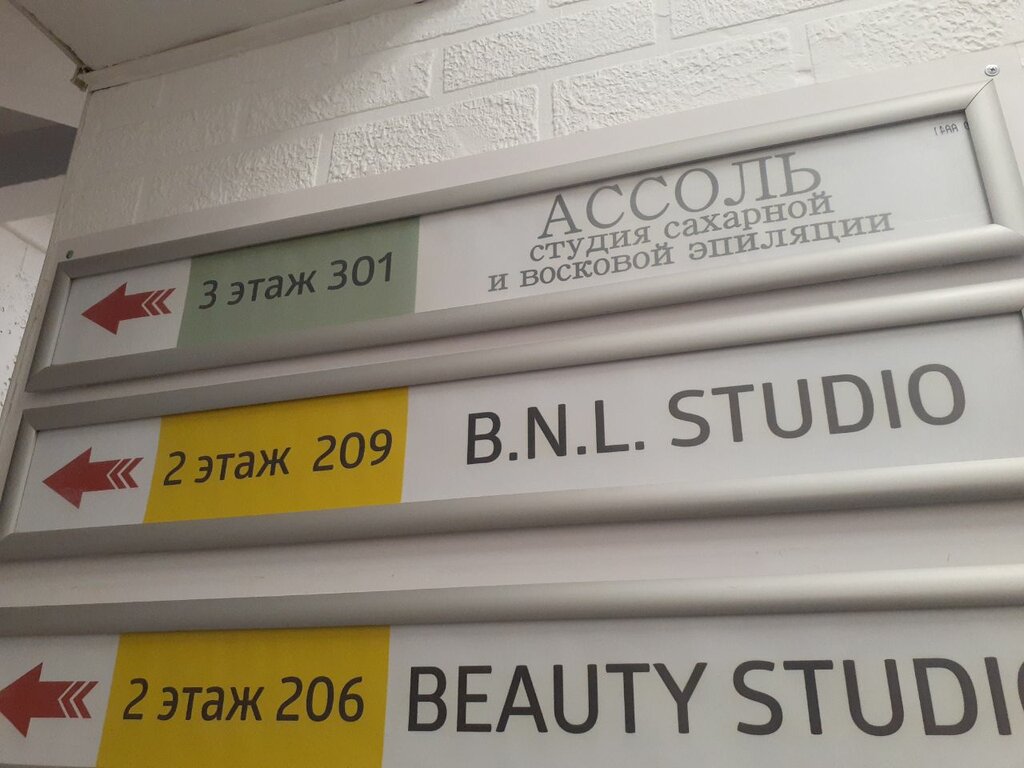 3 этаж 301
АССОЛЬ
студия сахарной
и восковой эпиляции
2 этаж 209
B.N.L. STUDIO
2 этаж 206
BEAUTY STUDIO